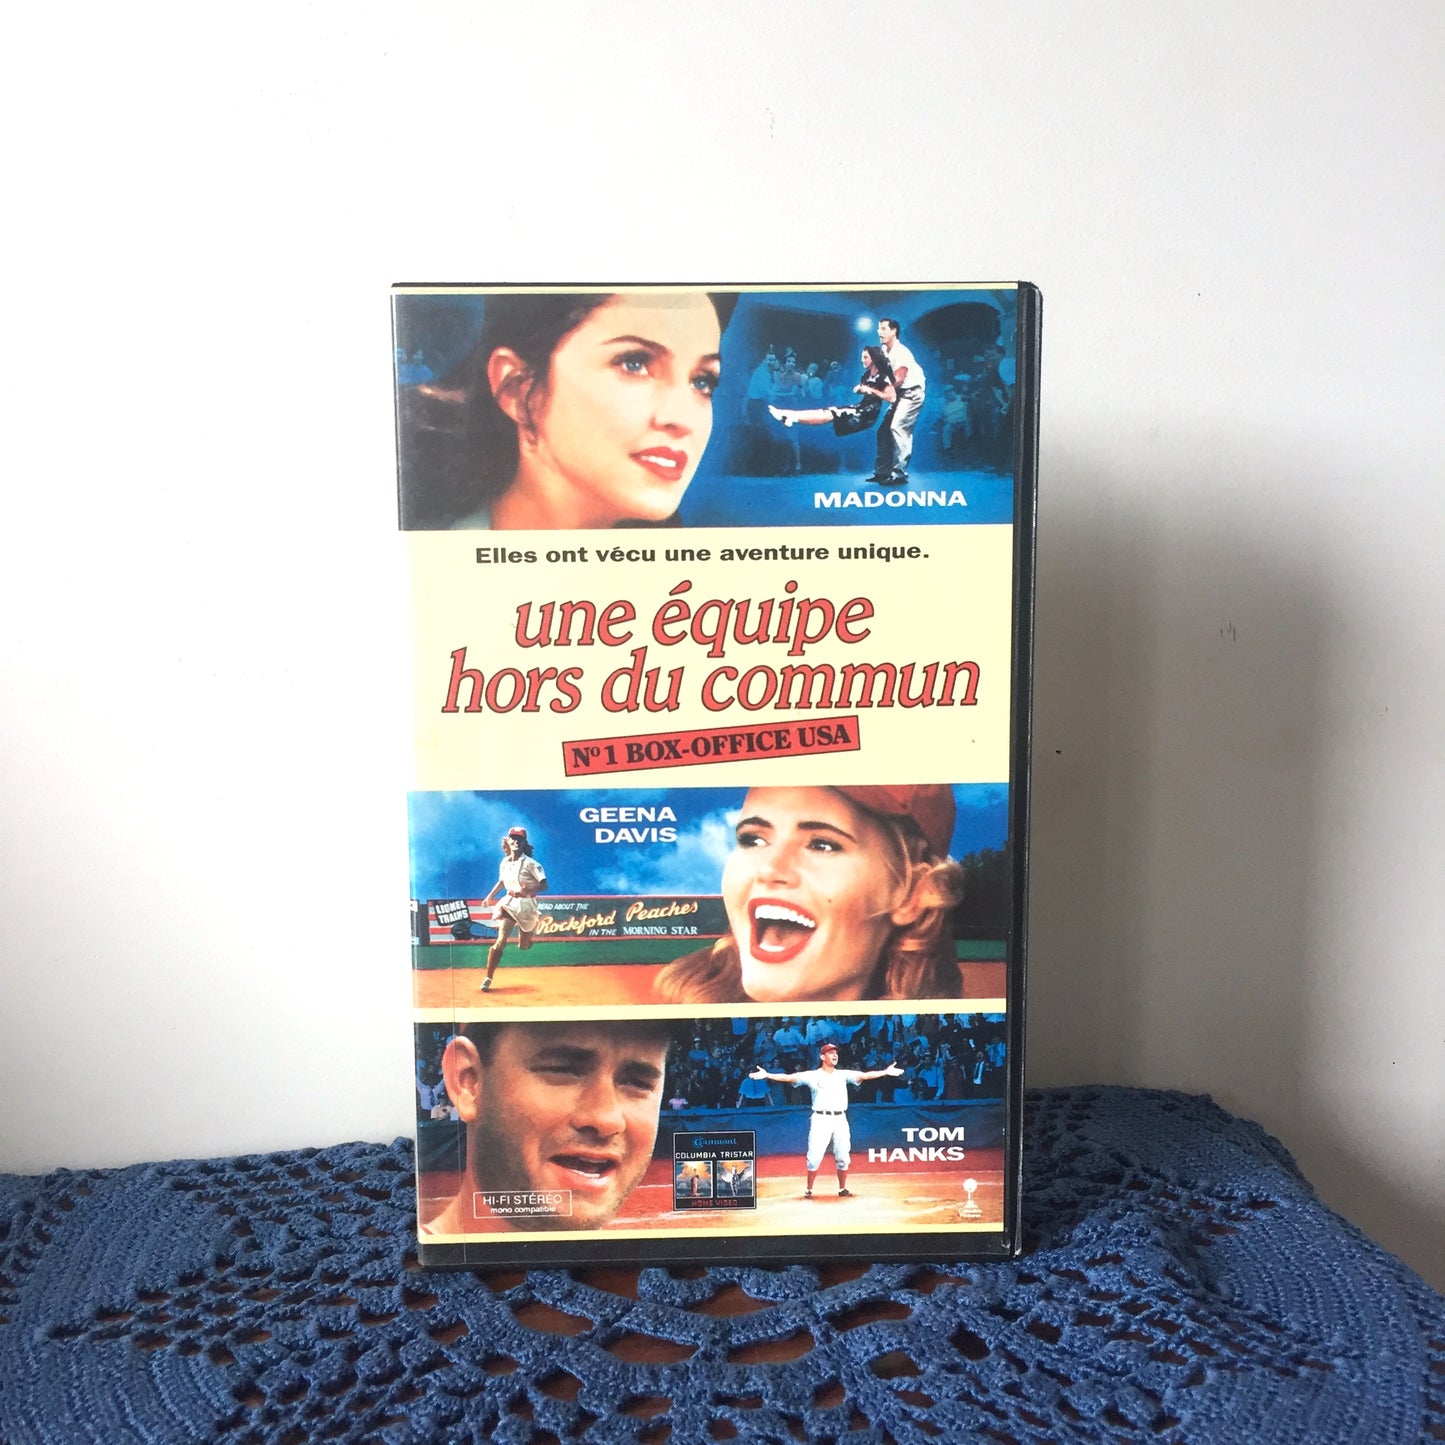 MADONNA
Elles ont vécu une aventure unique.
une équipe
hors du commun
Nº1 BOX-OFFICE USA
GEENA
DAVIS
LIONEL
TRAINS
READ ABOUT THE
Rockford Peaches
IN THE MORNING STAR
TOM
HANKS
Gaumont
COLUMBIA TRISTAR
HOME VIDEO
HI-FI STÉRÉO
mono compatible